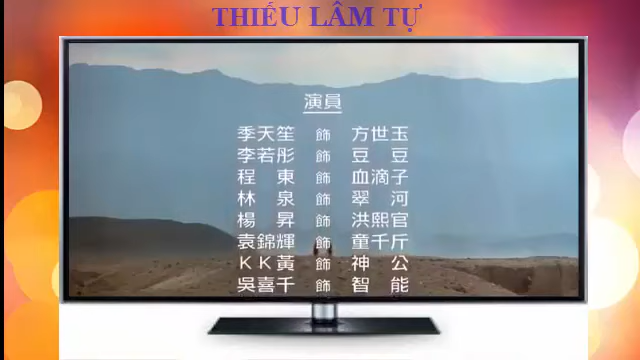 THIẾU LÂM TỰ
演員
季天笙 飾 方世玉
李若彤 飾 豆 豆
程 東 飾 血滴子
林 泉 飾 翠 河
楊 昇 飾 洪熙官
袁錦輝 飾 童千斤
KK黃 飾 神 公
吳喜千 飾 智 能